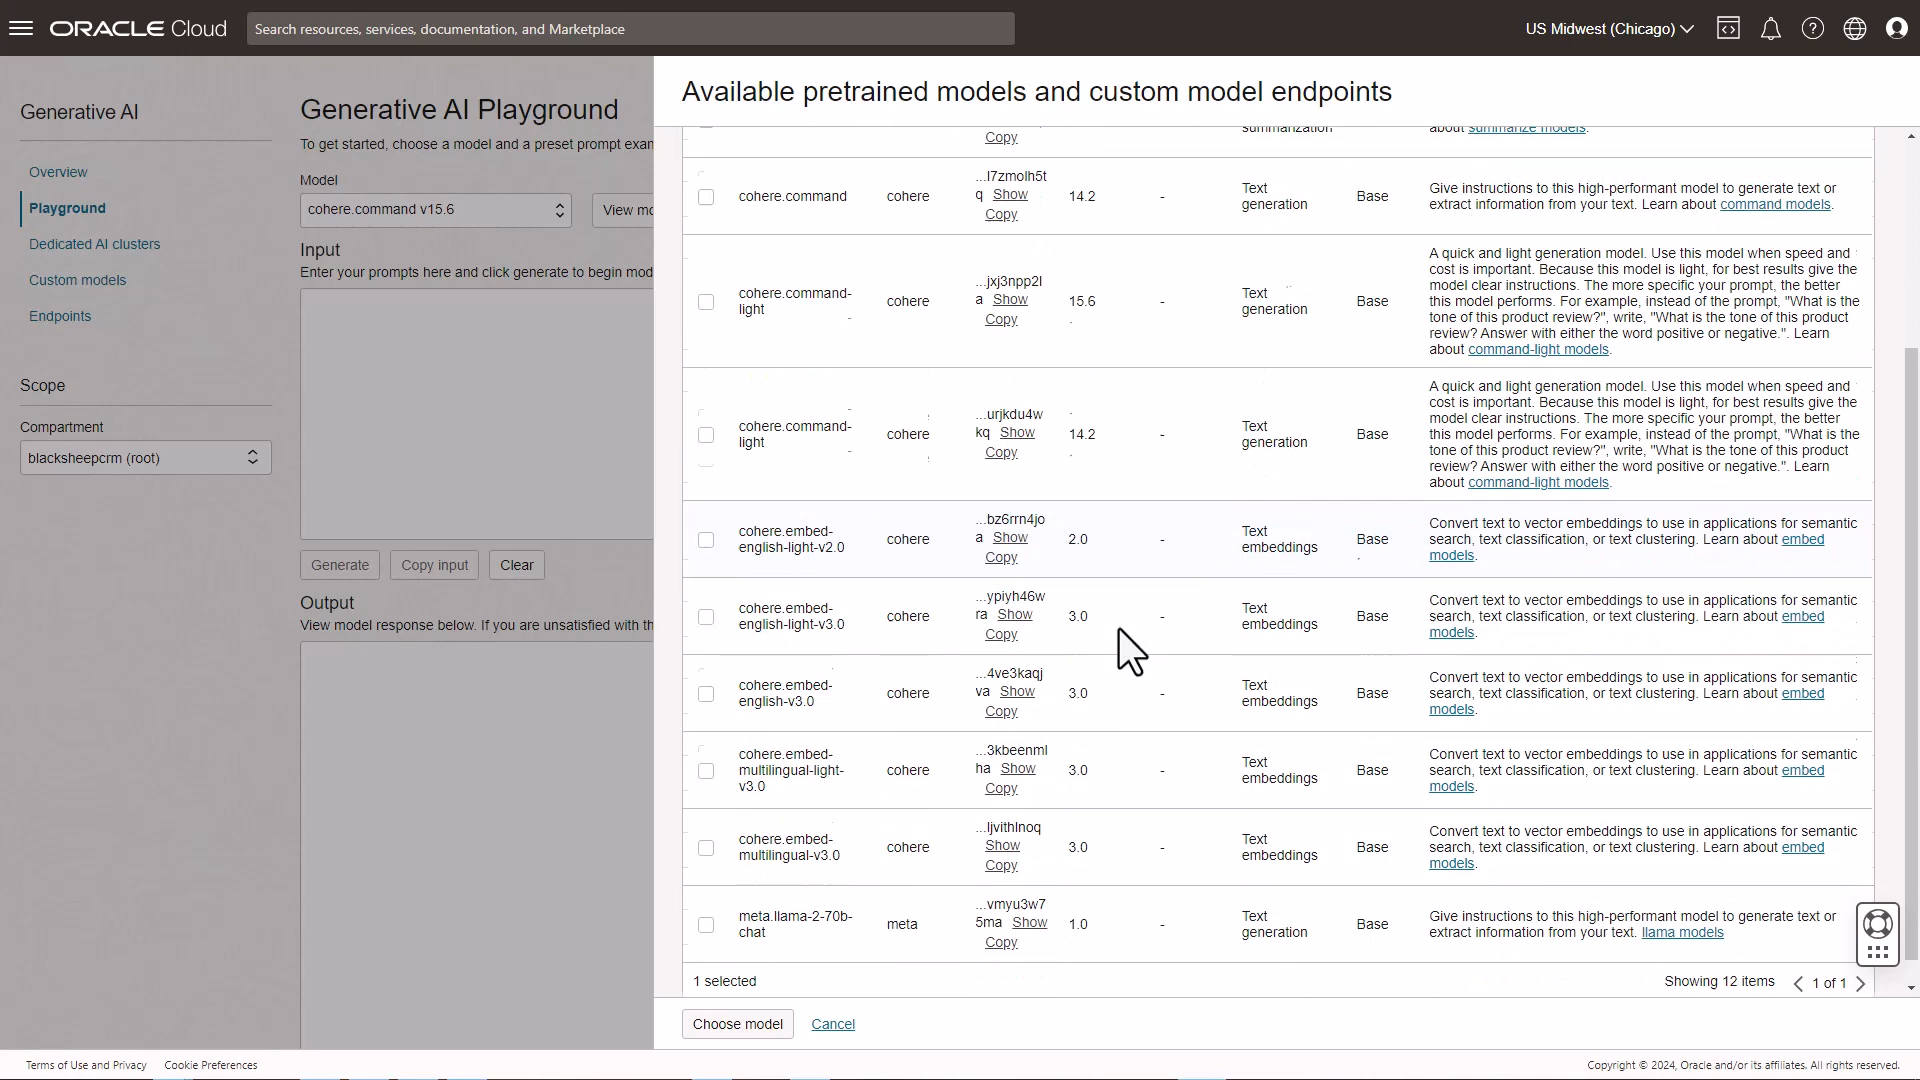 ORACLE Cloud
Search resources, services, documentation, and Marketplace
US Midwest (Chicago)
Generative AI
Overview
Playground
Dedicated AI clusters
Custom models
Endpoints
Scope
Compartment
blacksheepcrm (root)
Generative AI Playground
To get started, choose a model and a preset prompt exam
Model
cohere.command v15.6
View mo
Input
Enter your prompts here and click generate to begin mod
Generate
Copy input
Clear
Output
View model response below. If you are unsatisfied with th
Available pretrained models and custom model endpoints
Copy
summarization
about summarize models.
cohere.command
cohere
...l7zmolh5t
q Show
Copy
14.2
-
Text
generation
Base
Give instructions to this high-performant model to generate text or
extract information from your text. Learn about command models.
cohere.command-
light
cohere
...jxj3npp2l
a Show
Copy
15.6
-
Text
generation
Base
A quick and light generation model. Use this model when speed and
cost is important. Because this model is light, for best results give the
model clear instructions. The more specific your prompt, the better
this model performs. For example, instead of the prompt, "What is the
tone of this product review?", write, "What is the tone of this product
review? Answer with either the word positive or negative.". Learn
about command-light models.
cohere.command-
light
cohere
...urjkdu4w
kq Show
Copy
14.2
-
Text
generation
Base
A quick and light generation model. Use this model when speed and
cost is important. Because this model is light, for best results give the
model clear instructions. The more specific your prompt, the better
this model performs. For example, instead of the prompt, "What is the
tone of this product review?", write, "What is the tone of this product
review? Answer with either the word positive or negative.". Learn
about command-light models.
cohere.embed-
english-light-v2.0
cohere
...bz6rrn4jo
a Show
Copy
2.0
-
Text
embeddings
Base
Convert text to vector embeddings to use in applications for semantic
search, text classification, or text clustering. Learn about embed
models.
cohere.embed-
english-light-v3.0
cohere
...ypiyh46w
ra Show
Copy
3.0
-
Text
embeddings
Base
Convert text to vector embeddings to use in applications for semantic
search, text classification, or text clustering. Learn about embed
models.
cohere.embed-
english-v3.0
cohere
...4ve3kaqj
va Show
Copy
3.0
-
Text
embeddings
Base
Convert text to vector embeddings to use in applications for semantic
search, text classification, or text clustering. Learn about embed
models.
cohere.embed-
multilingual-light-
v3.0
cohere
...3kbeenml
ha Show
Copy
3.0
-
Text
embeddings
Base
Convert text to vector embeddings to use in applications for semantic
search, text classification, or text clustering. Learn about embed
models.
cohere.embed-
multilingual-v3.0
cohere
...ljvithlnoq
Show
Copy
3.0
-
Text
embeddings
Base
Convert text to vector embeddings to use in applications for semantic
search, text classification, or text clustering. Learn about embed
models.
meta.llama-2-70b-
chat
meta
...vmyu3w7
5ma Show
Copy
1.0
-
Text
generation
Base
Give instructions to this high-performant model to generate text or
extract information from your text. llama models
1 selected
Showing 12 items
1 of 1
Choose model
Cancel
Terms of Use and Privacy
Cookie Preferences
Copyright © 2024, Oracle and/or its affiliates. All rights reserved.